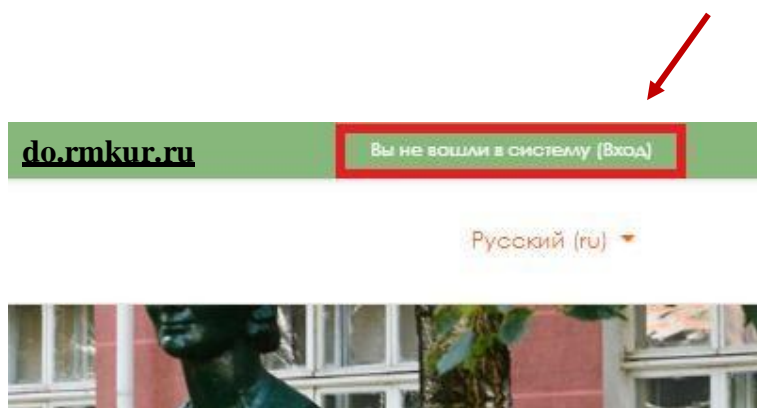 do.rmkur.ru
Вы не вошли в систему (Вход)
Русский (ru)